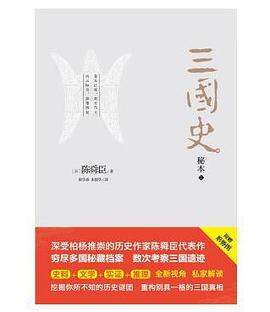 三國史
秘本
[日]陈舜臣 著
深受柏杨推崇的历史作家陈舜臣代表作
穷尽多国秘藏档案 数次考察三国遗迹
史料+文学+实证+推理 全新视角 私家解读
挖掘你所不知的历史谜团 重构别具一格的三国真相